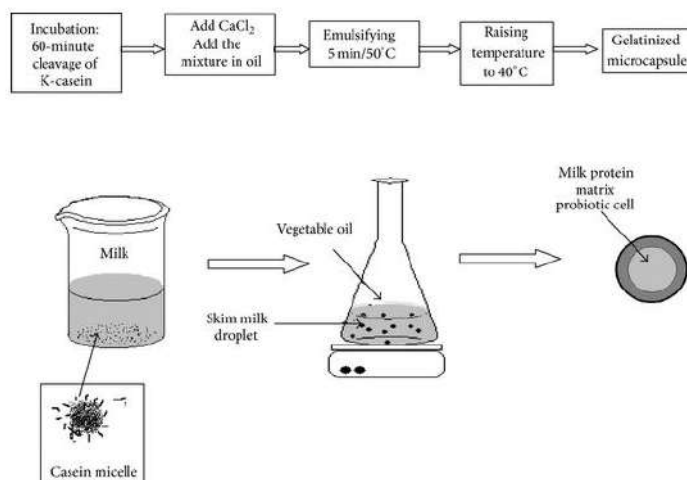 Incubation:
60-minute
cleavage of
K-casein
Add CaCl2
Add the
mixture in oil
Emulsifying
5 min/50°C
Raising
temperature
to 40°C
Gelatinized
microcapsule
Milk
Casein micelle
Vegetable oil
Skim milk
droplet
Milk protein
matrix
probiotic cell